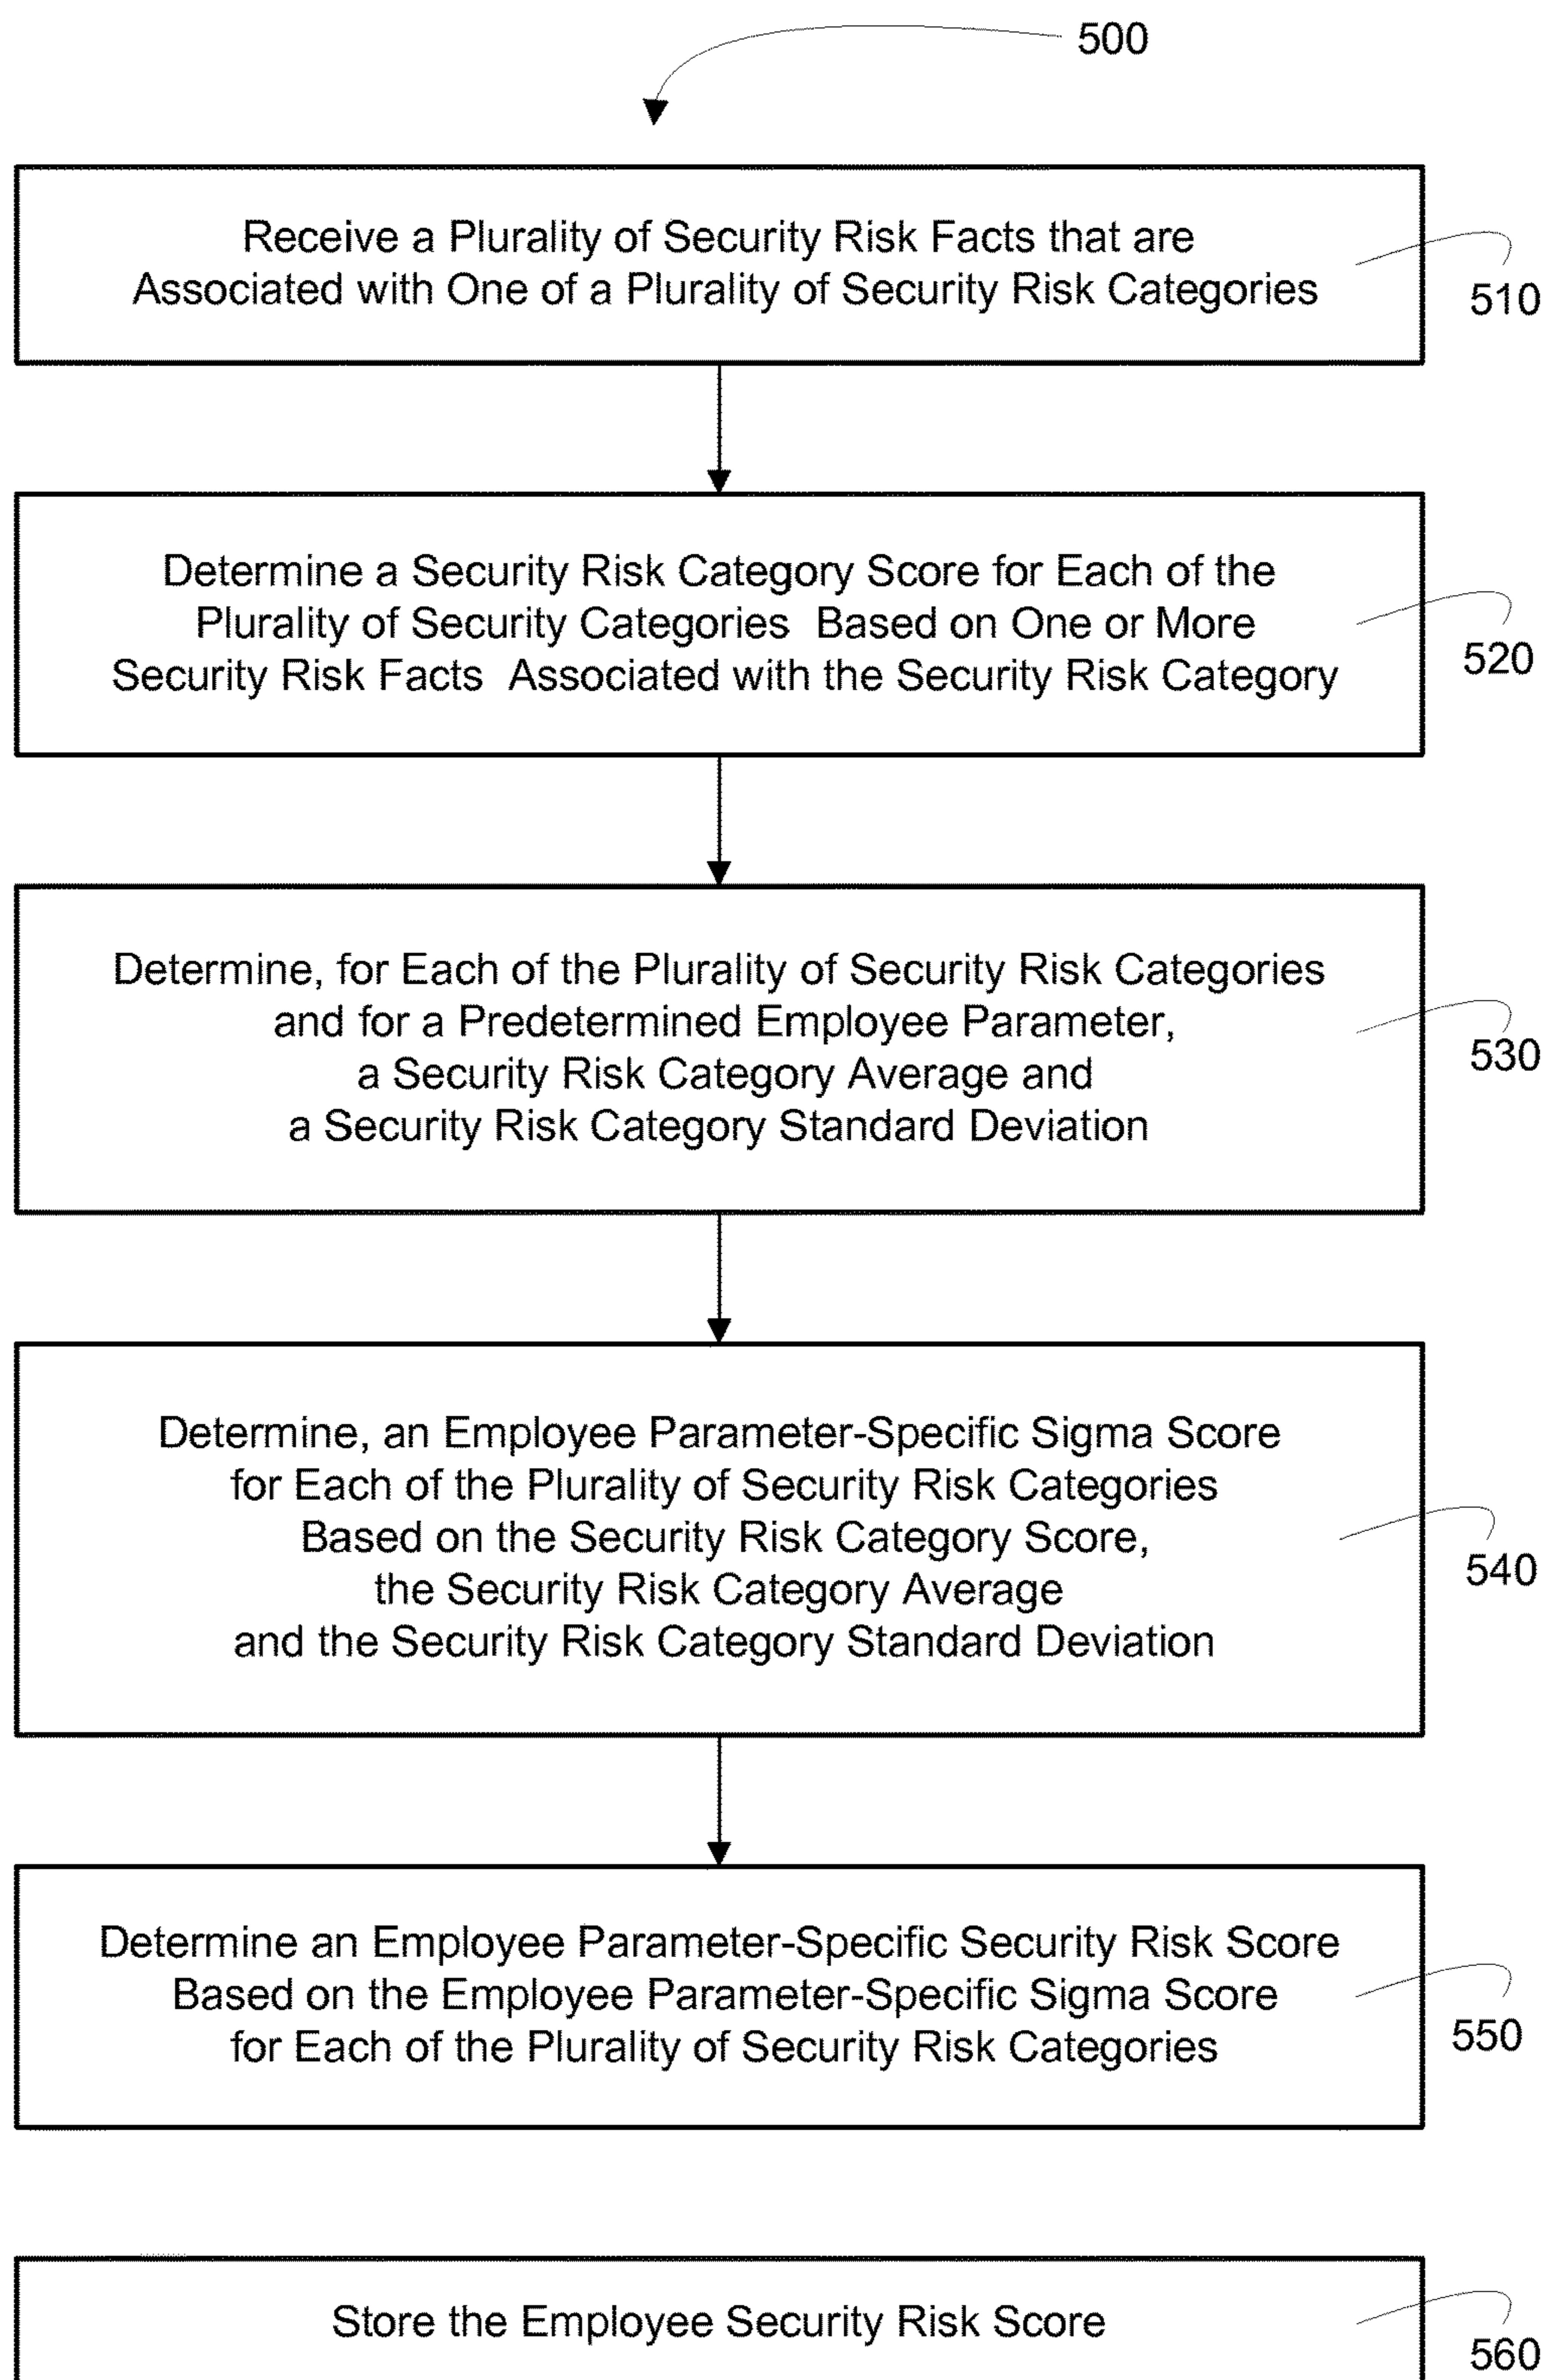 500
Receive a Plurality of Security Risk Facts that are
Associated with One of a Plurality of Security Risk Categories
510
Determine a Security Risk Category Score for Each of the
Plurality of Security Categories  Based on One or More
Security Risk Facts  Associated with the Security Risk Category
520
Determine, for Each of the Plurality of Security Risk Categories
and for a Predetermined Employee Parameter,
a Security Risk Category Average and
a Security Risk Category Standard Deviation
530
Determine, an Employee Parameter-Specific Sigma Score
for Each of the Plurality of Security Risk Categories
Based on the Security Risk Category Score,
the Security Risk Category Average
and the Security Risk Category Standard Deviation
540
Determine an Employee Parameter-Specific Security Risk Score
Based on the Employee Parameter-Specific Sigma Score
for Each of the Plurality of Security Risk Categories
550
Store the Employee Security Risk Score
560